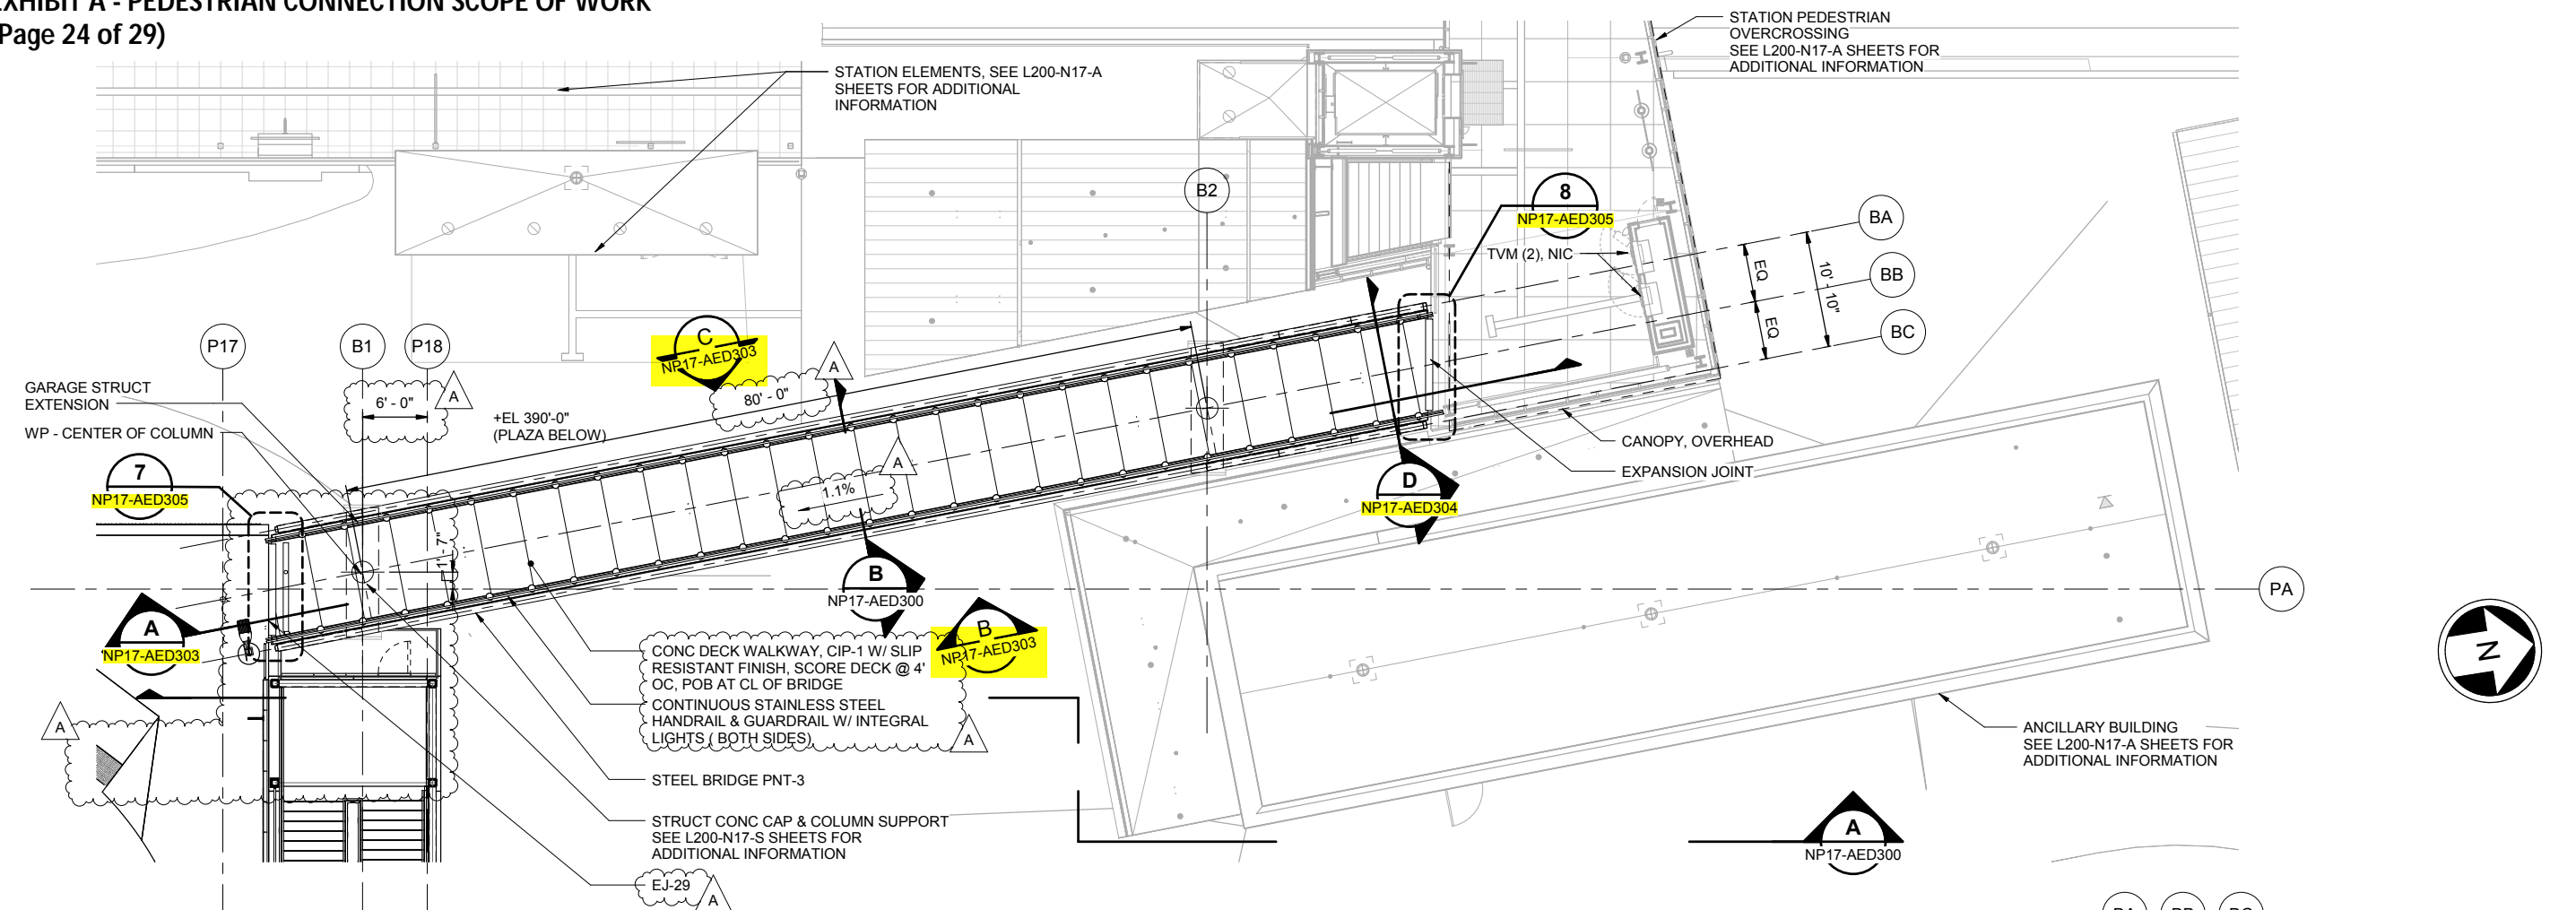 EXHIBIT A - PEDESTRIAN CONNECTION SCOPE OF WORK
(Page 24 of 29)
STATION PEDESTRIAN
OVERCROSSING
SEE L200-N17-A SHEETS FOR
ADDITIONAL INFORMATION
STATION ELEMENTS, SEE L200-N17-A
SHEETS FOR ADDITIONAL
INFORMATION
B2
8
NP17-AED305
TVM (2), NIC
BA
BB
BC
EQ
EQ
10' - 10"
P17
B1
P18
C
NP17-AED303
A
80' - 0"
GARAGE STRUCT
EXTENSION
6' - 0"
A
WP - CENTER OF COLUMN
+EL 390'-0"
(PLAZA BELOW)
7
NP17-AED305
A
1.1%
CANOPY, OVERHEAD
EXPANSION JOINT
D
NP17-AED304
1' - 7"
B
NP17-AED300
PA
A
NP17-AED303
B
NP17-AED303
CONC DECK WALKWAY, CIP-1 W/ SLIP
RESISTANT FINISH, SCORE DECK @ 4'
OC, POB AT CL OF BRIDGE
CONTINUOUS STAINLESS STEEL
HANDRAIL & GUARDRAIL W/ INTEGRAL
LIGHTS ( BOTH SIDES)
A
A
N
STEEL BRIDGE PNT-3
ANCILLARY BUILDING
SEE L200-N17-A SHEETS FOR
ADDITIONAL INFORMATION
STRUCT CONC CAP & COLUMN SUPPORT
SEE L200-N17-S SHEETS FOR
ADDITIONAL INFORMATION
A
NP17-AED300
EJ-29
A
BA
BB
BC